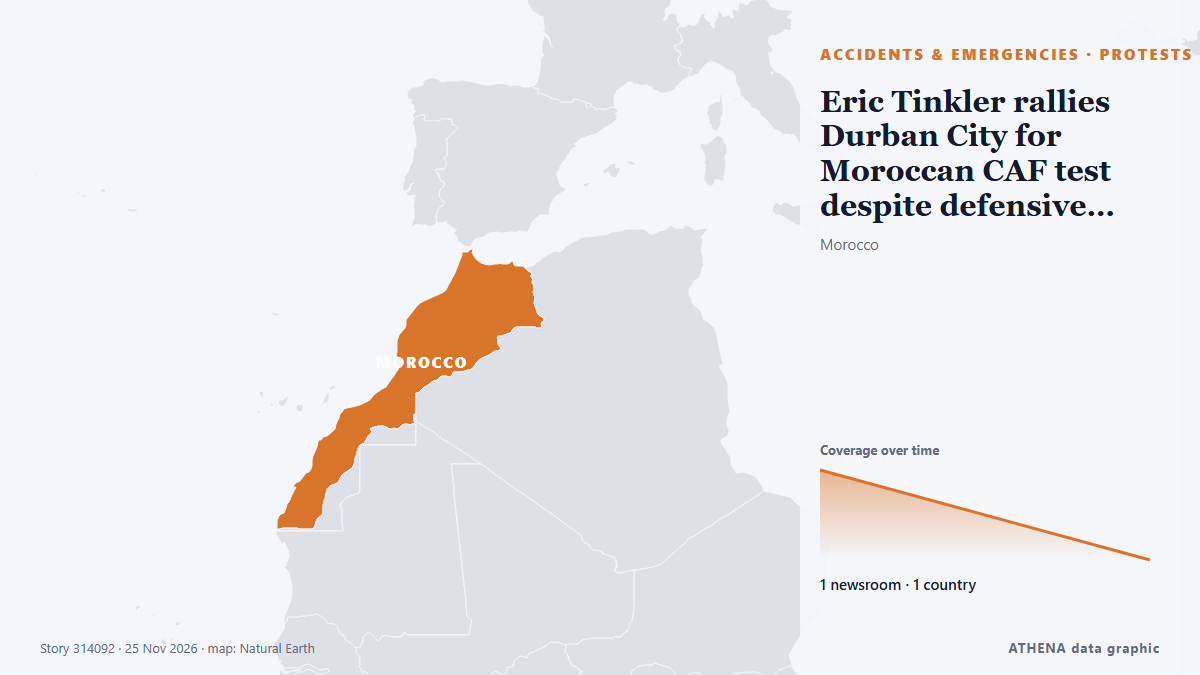 ACCIDENTS & EMERGENCIES · PROTESTS
Eric Tinkler rallies
Durban City for
Moroccan CAF test
despite defensive...
Morocco
MOROCCO
Coverage over time
1 newsroom · 1 country
Story 314092 · 25 Nov 2026 · map: Natural Earth
ATHENA data graphic